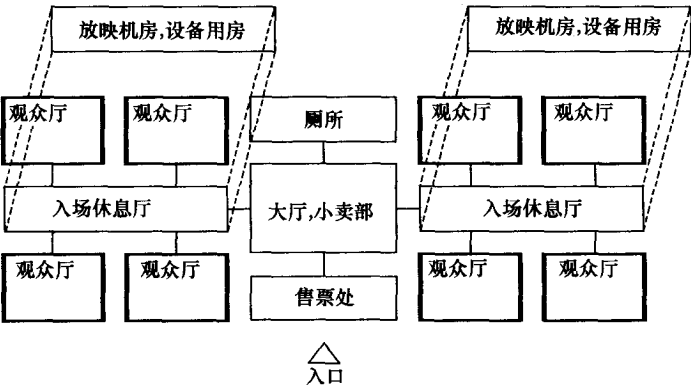 放映机房,设备用房
放映机房,设备用房
观众厅
观众厅
厕所
观众厅
观众厅
入场休息厅
大厅,小卖部
入场休息厅
观众厅
观众厅
售票处
观众厅
观众厅
入口